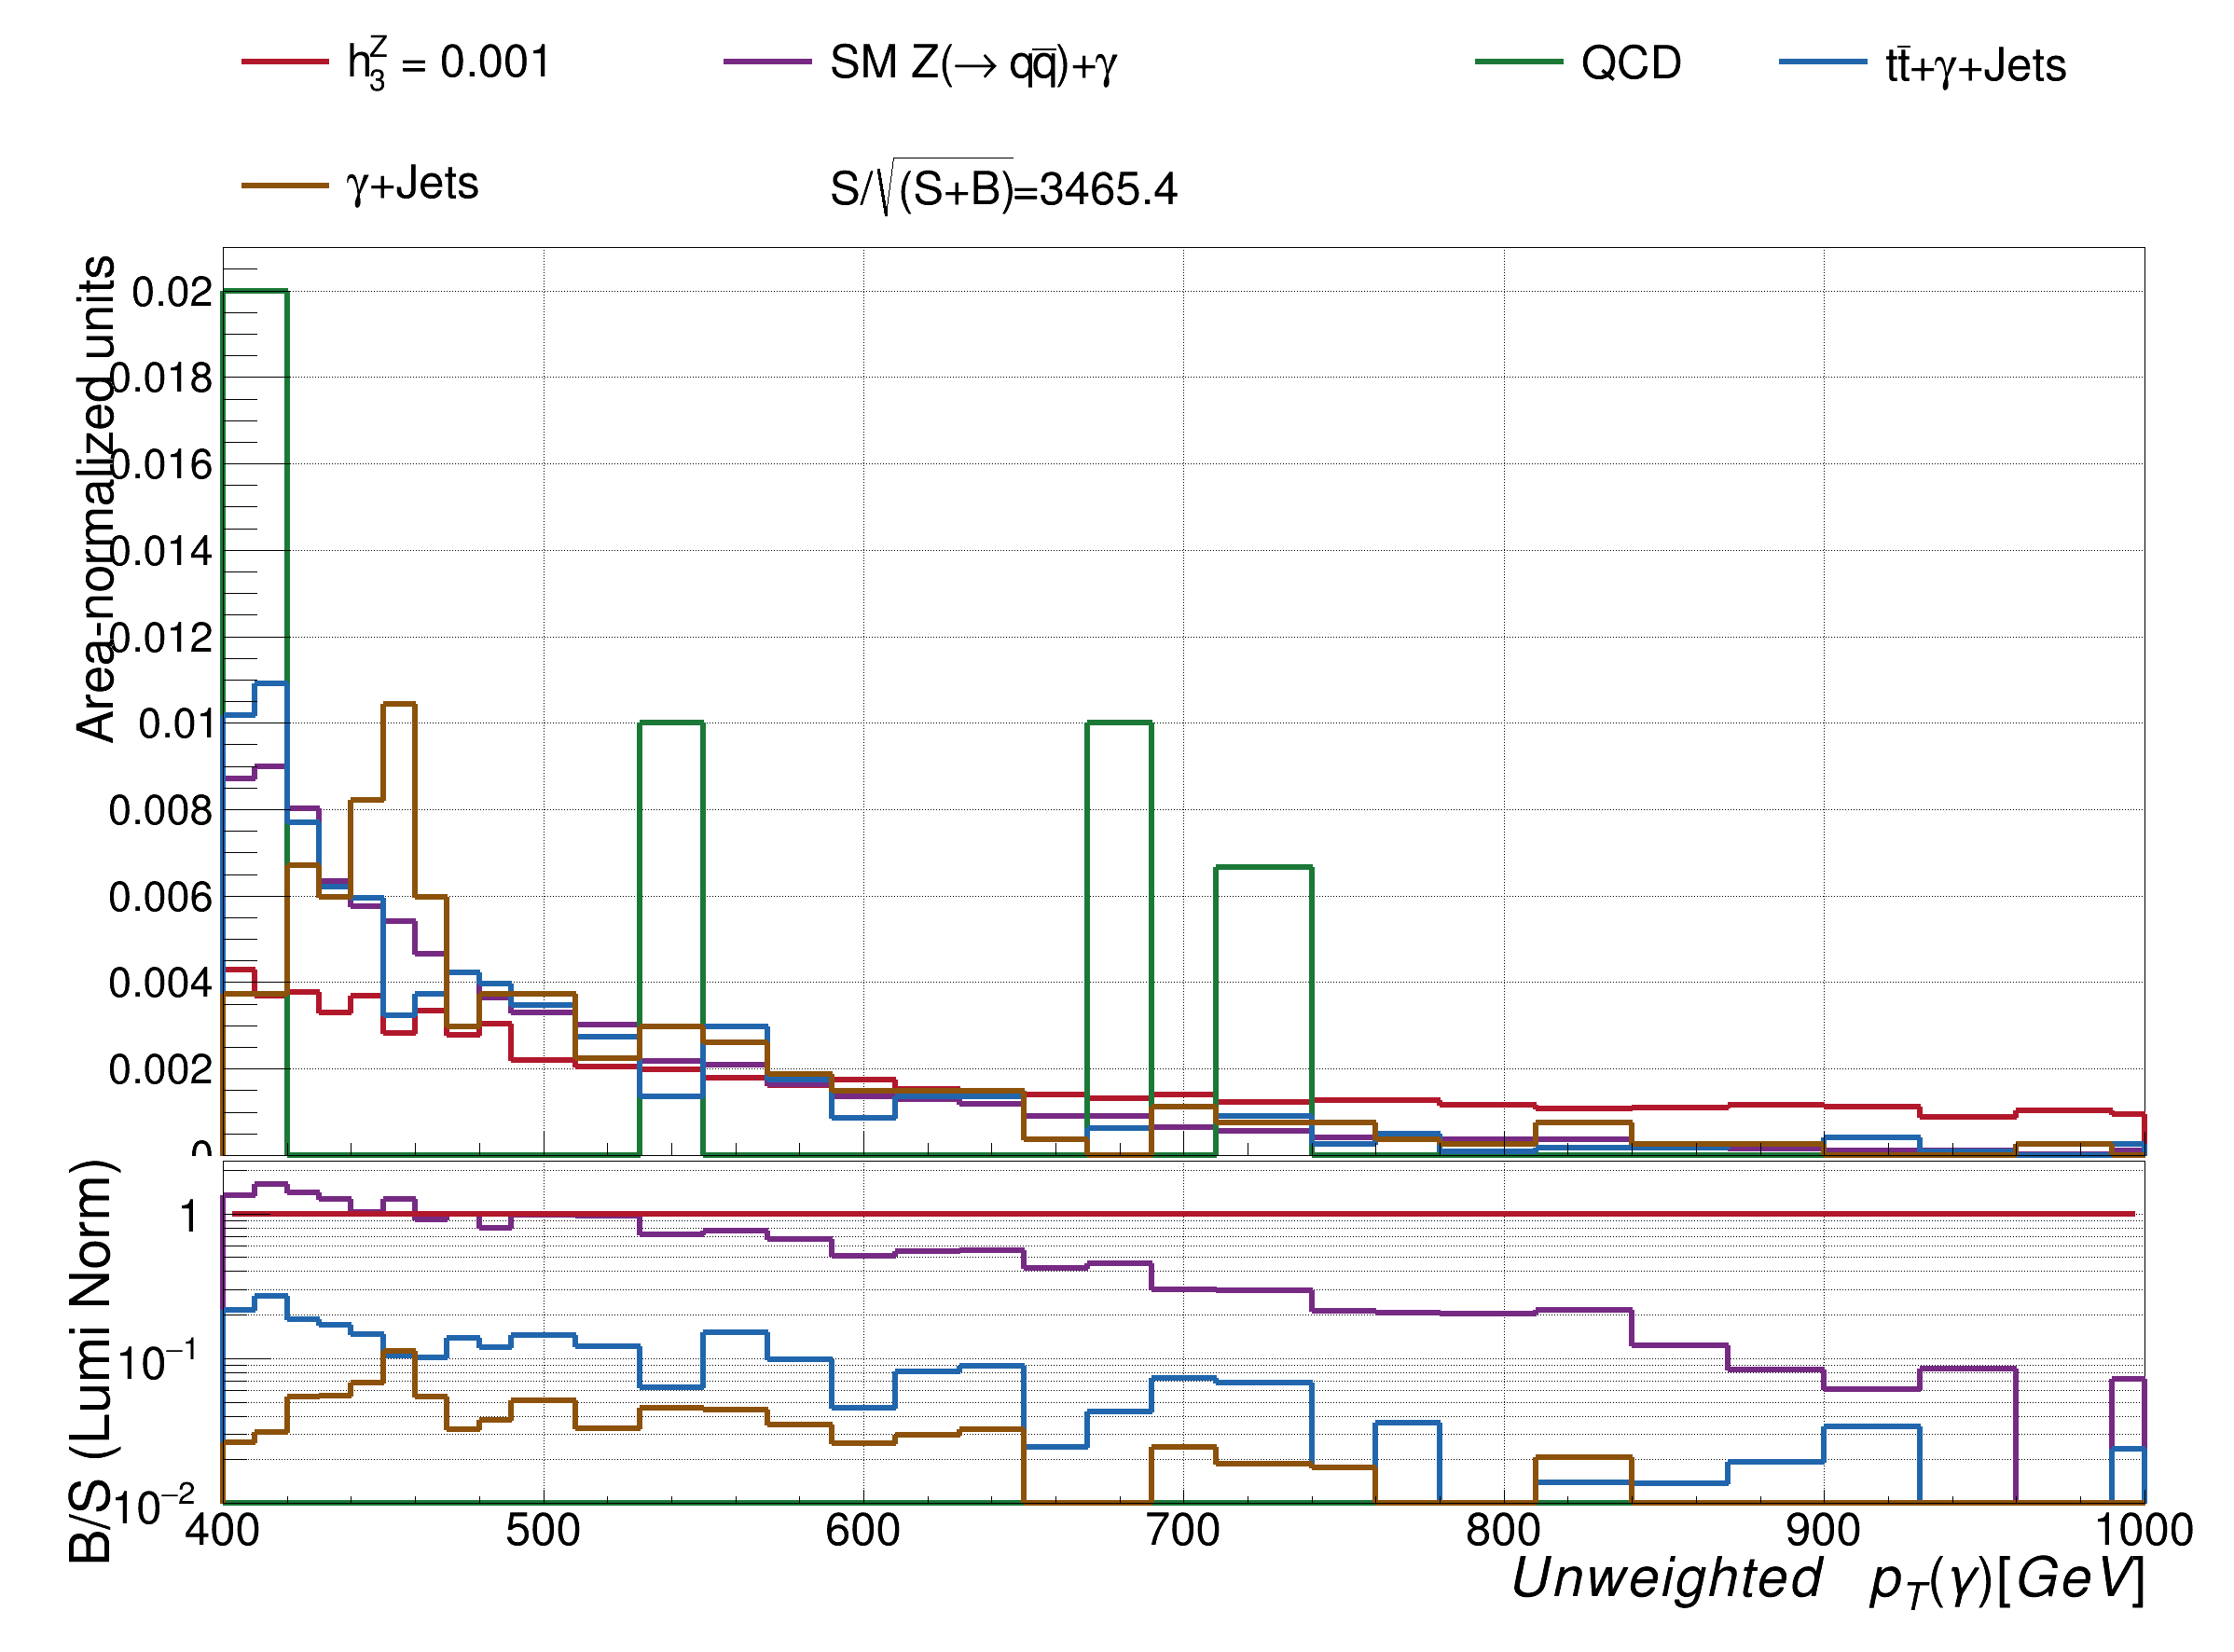 h₃ᶻ = 0.001
SM Z(→ qq̅)+γ
QCD
tt̄+γ+Jets
γ+Jets
S/√(S+B)=3465.4
Area-normalized units
0.02
0.018
0.016
0.014
0.012
0.01
0.008
0.006
0.004
0.002
0
B/S (Lumi Norm)
1
10⁻¹
10⁻²
400 500 600 700 800 900 1000
Unweighted p_T(γ)[GeV]